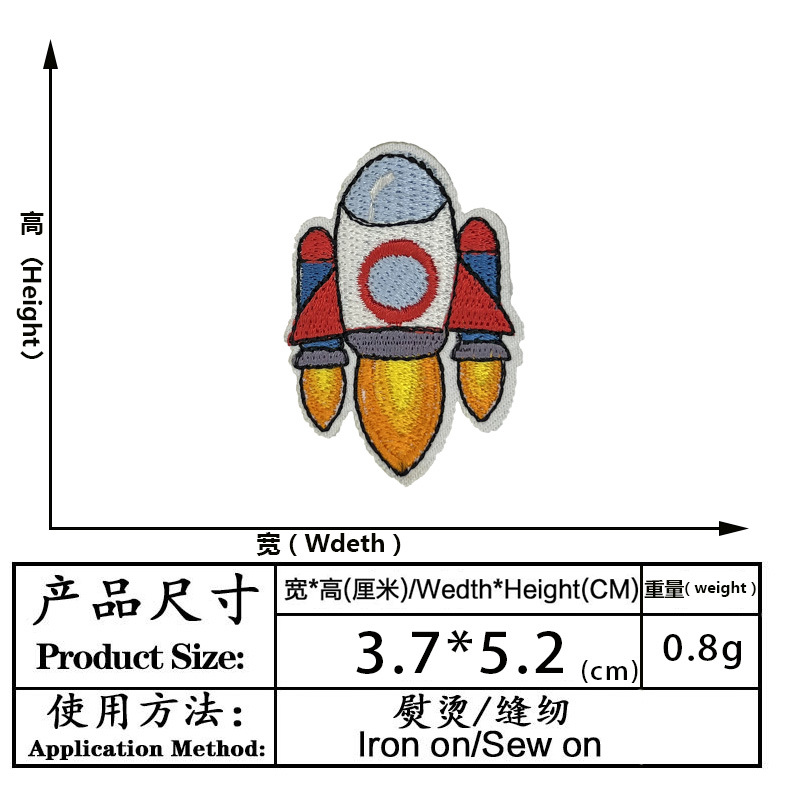 高
(Height)
宽 ( Wdeth )
产品尺寸
Product Size:
宽*高(厘米)/Wedth*Height(CM)
重量( weight )
3.7*5.2 (cm)
0.8g
使用方法:
Application Method:
熨烫/缝纫
Iron on/Sew on